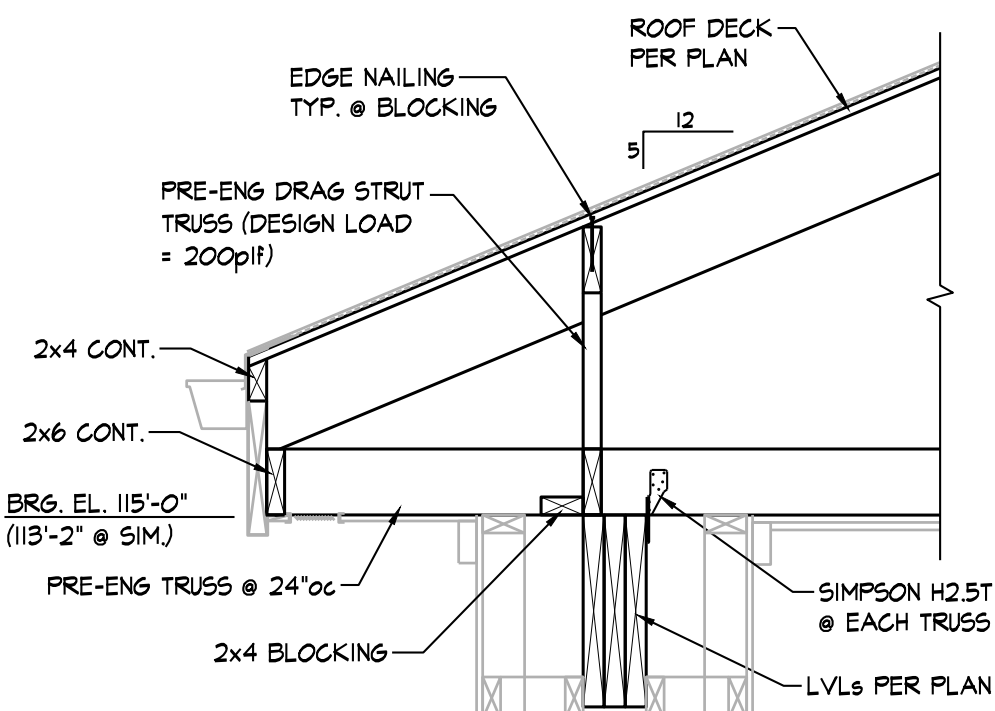 ROOF DECK
PER PLAN
EDGE NAILING
TYP. @ BLOCKING
12
5
PRE-ENG DRAG STRUT
TRUSS (DESIGN LOAD
= 200plf)
2x4 CONT.
2x6 CONT.
BRG. EL. 115'-0"
(113'-2" @ SIM.)
PRE-ENG TRUSS @ 24"oc
2x4 BLOCKING
SIMPSON H2.5T
@ EACH TRUSS
LVLs PER PLAN